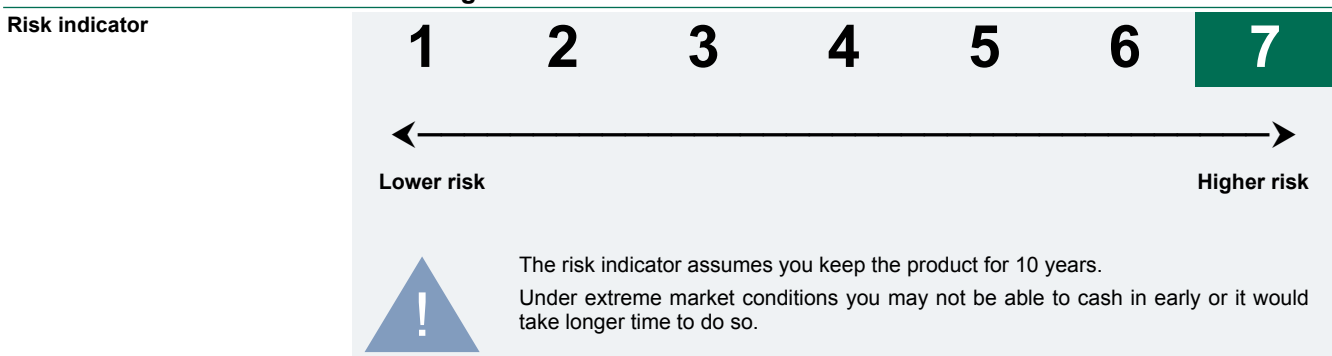 Risk indicator
1 2 3 4 5 6 7
Lower risk Higher risk
! The risk indicator assumes you keep the product for 10 years.
Under extreme market conditions you may not be able to cash in early or it would
take longer time to do so.